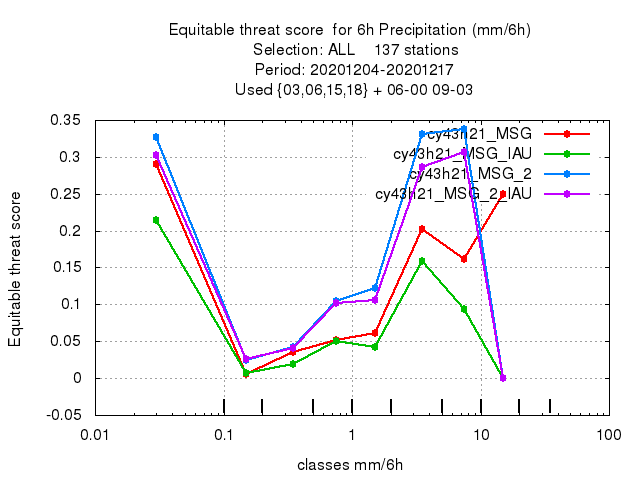 Equitable threat score  for 6h Precipitation (mm/6h)
Selection: ALL    137 stations
Period: 20201204-20201217
Used {03,06,15,18} + 06-00 09-03
cy43h21_MSG
cy43h21_MSG_IAU
cy43h21_MSG_2
cy43h21_MSG_2_IAU
Equitable threat score
0.35
0.3
0.25
0.2
0.15
0.1
0.05
0
-0.05
0.01
0.1
1
10
100
classes mm/6h